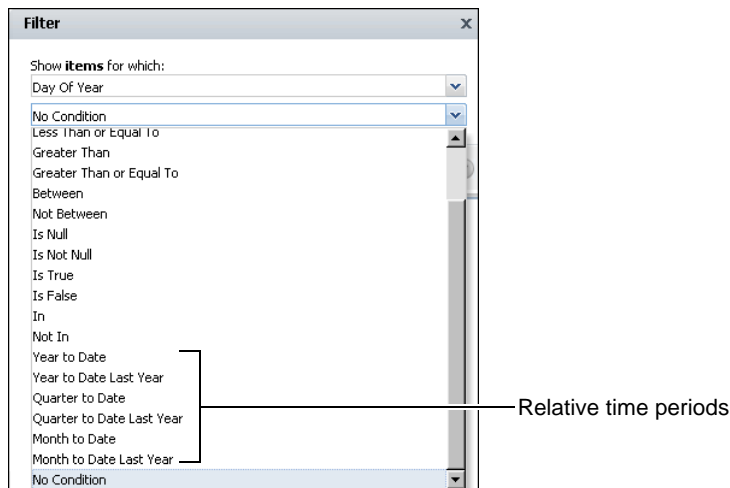 Filter
x
Show items for which:
Day Of Year
No Condition
Less Than or Equal To
Greater Than
Greater Than or Equal To
Between
Not Between
Is Null
Is Not Null
Is True
Is False
In
Not In
Year to Date
Year to Date Last Year
Quarter to Date
Quarter to Date Last Year
Month to Date
Month to Date Last Year
No Condition
Relative time periods